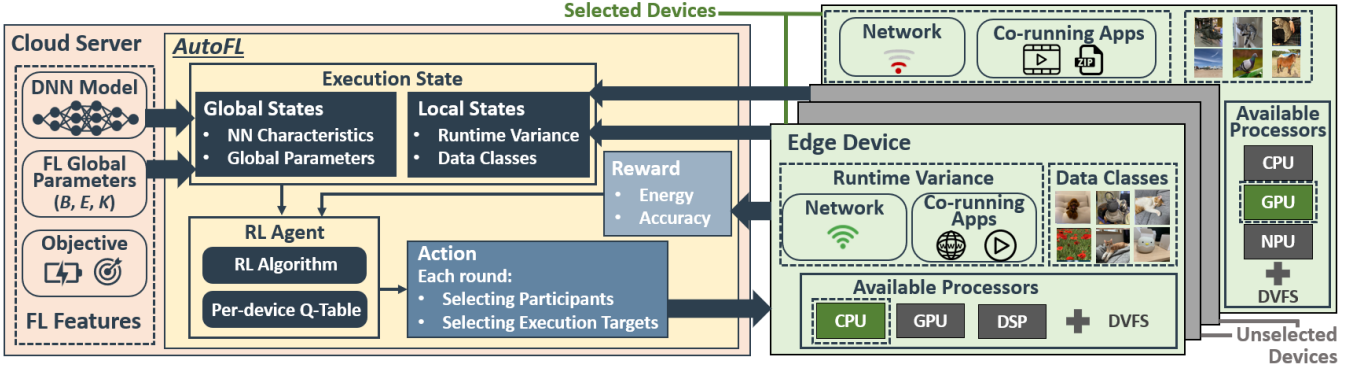 Selected Devices
Cloud Server
DNN Model
FL Global
Parameters
(B, E, K)
Objective
FL Features
AutoFL
Execution State
Global States
• NN Characteristics
• Global Parameters
Local States
• Runtime Variance
• Data Classes
Reward
• Energy
• Accuracy
RL Agent
RL Algorithm
Per-device Q-Table
Action
Each round:
• Selecting Participants
• Selecting Execution Targets
Network
Co-running Apps
ZIP
Available
Processors
CPU
GPU
NPU
DVFS
Edge Device
Runtime Variance
Network
Co-running
Apps
WWW
Data Classes
Available Processors
CPU
GPU
DSP
DVFS
Unselected
Devices